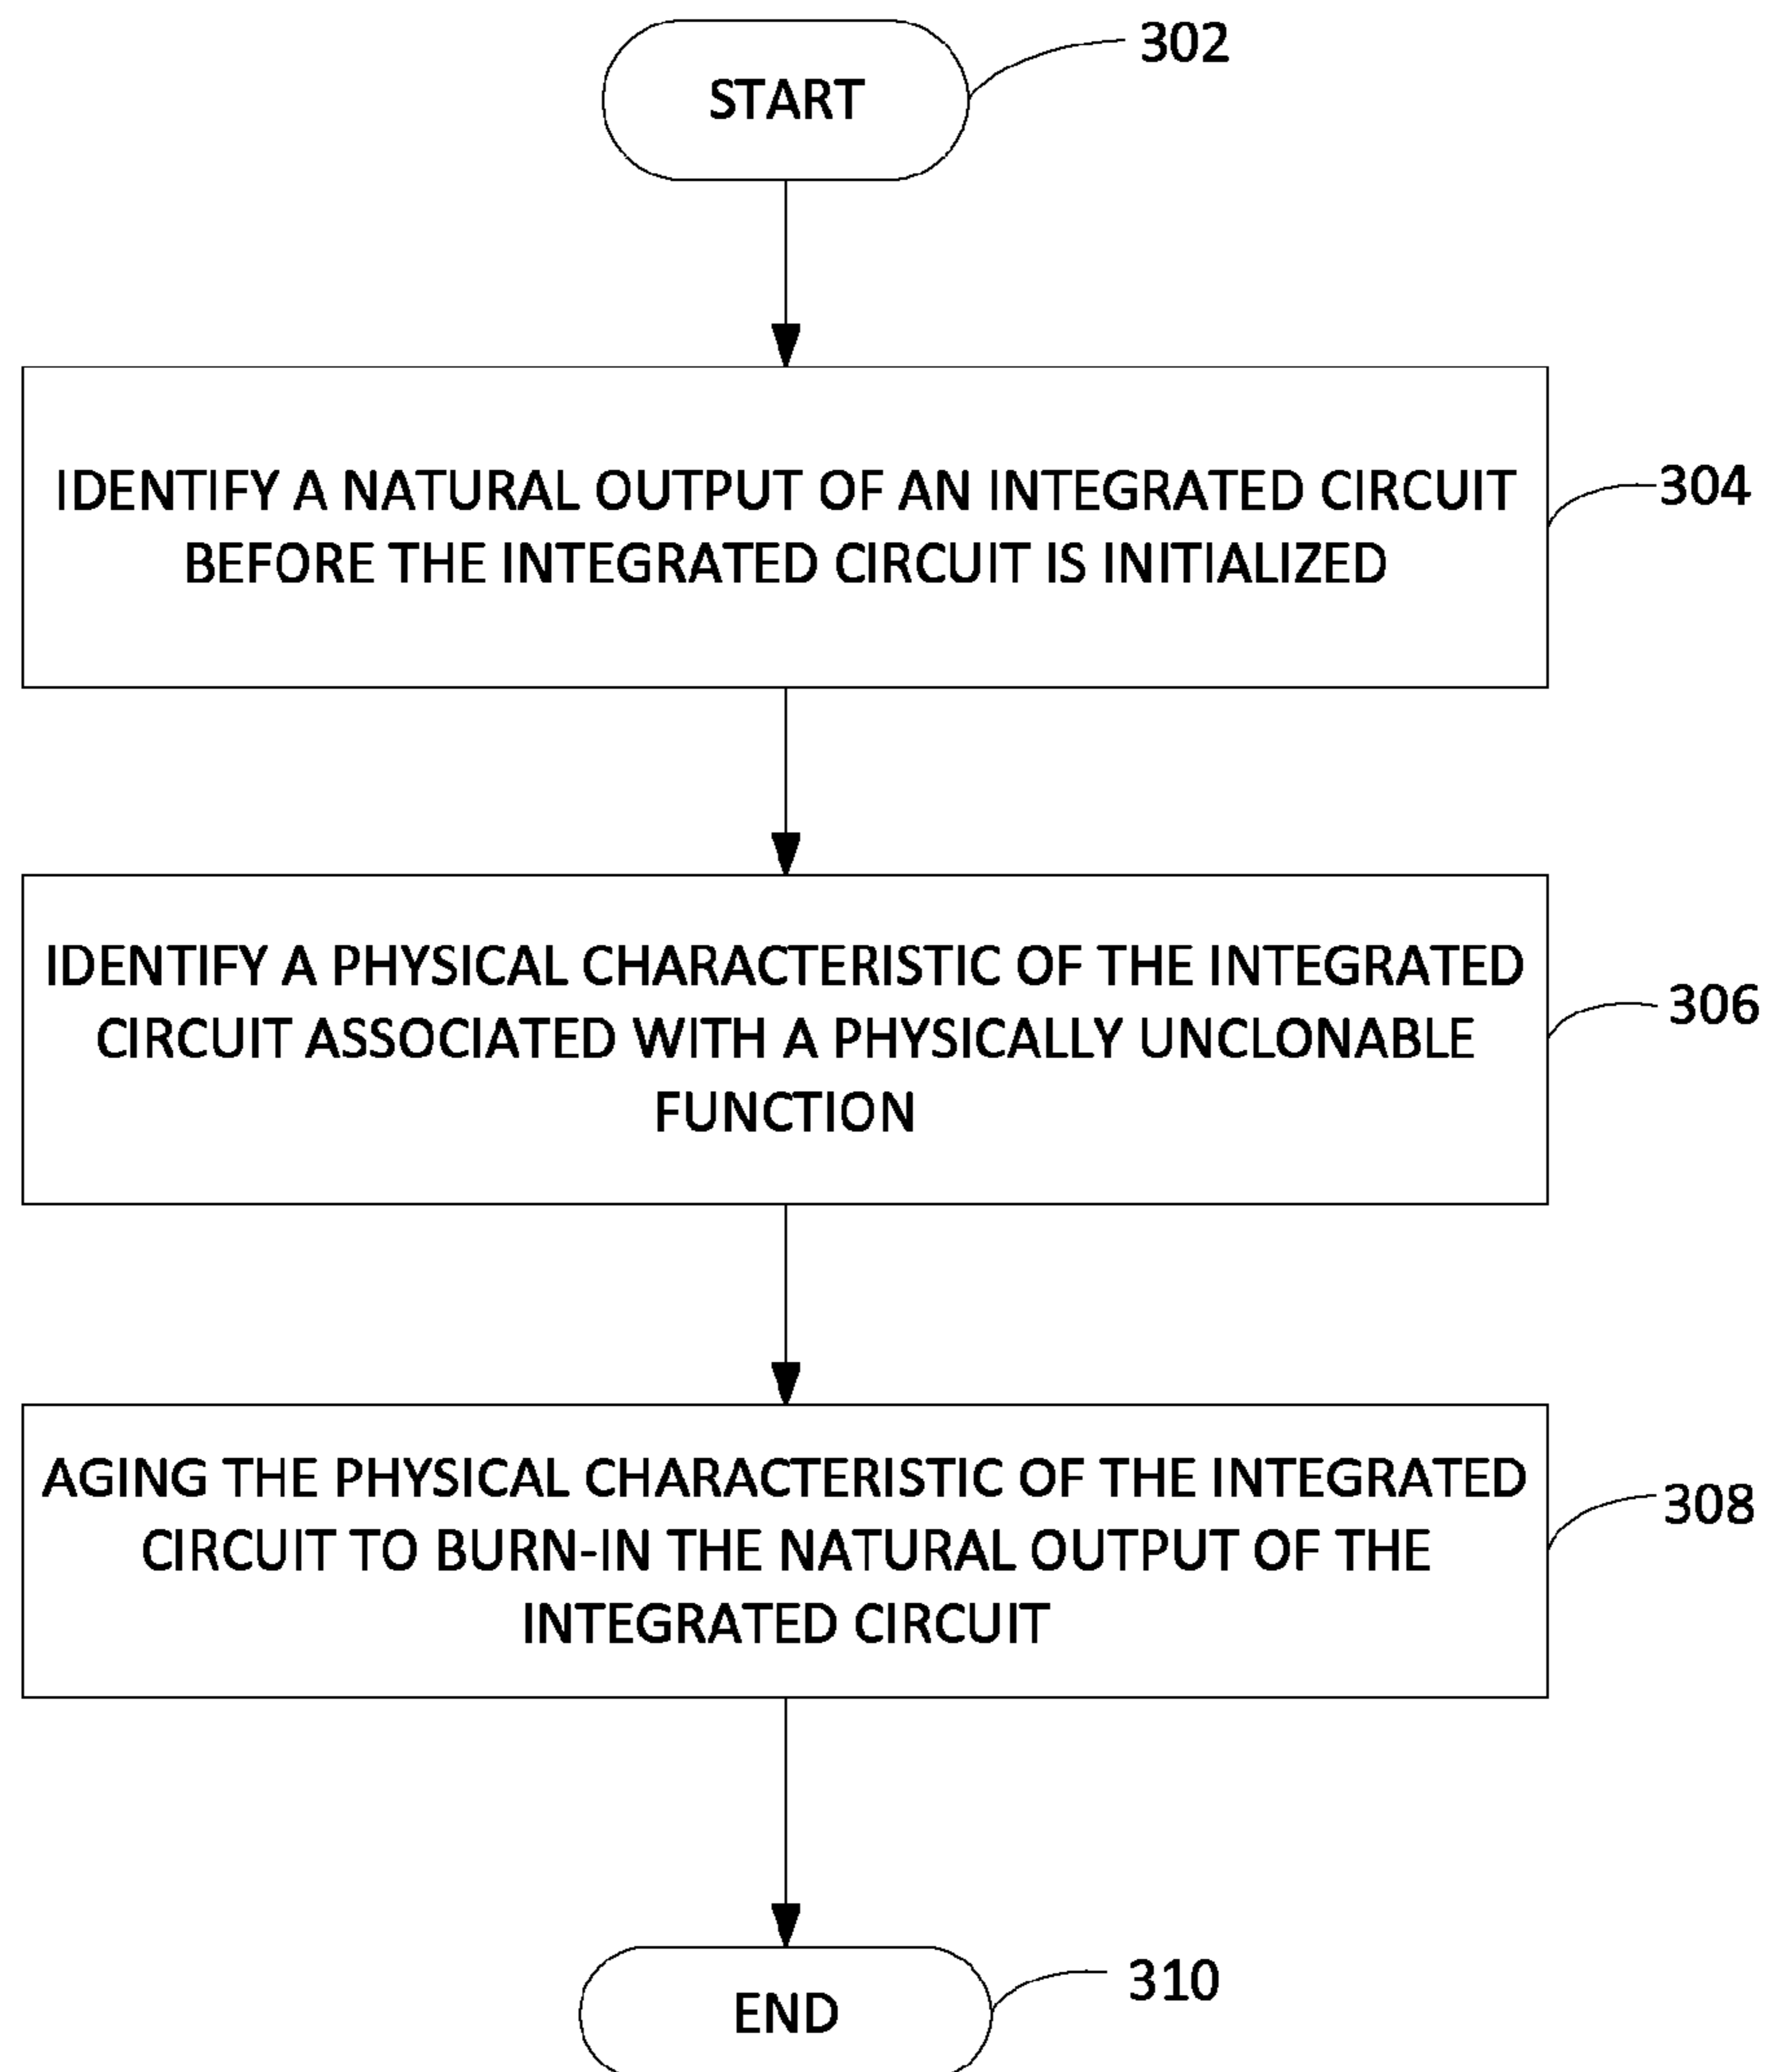 START
302
IDENTIFY A NATURAL OUTPUT OF AN INTEGRATED CIRCUIT
BEFORE THE INTEGRATED CIRCUIT IS INITIALIZED
304
IDENTIFY A PHYSICAL CHARACTERISTIC OF THE INTEGRATED
CIRCUIT ASSOCIATED WITH A PHYSICALLY UNCLONABLE
FUNCTION
306
AGING THE PHYSICAL CHARACTERISTIC OF THE INTEGRATED
CIRCUIT TO BURN-IN THE NATURAL OUTPUT OF THE
INTEGRATED CIRCUIT
308
END
310